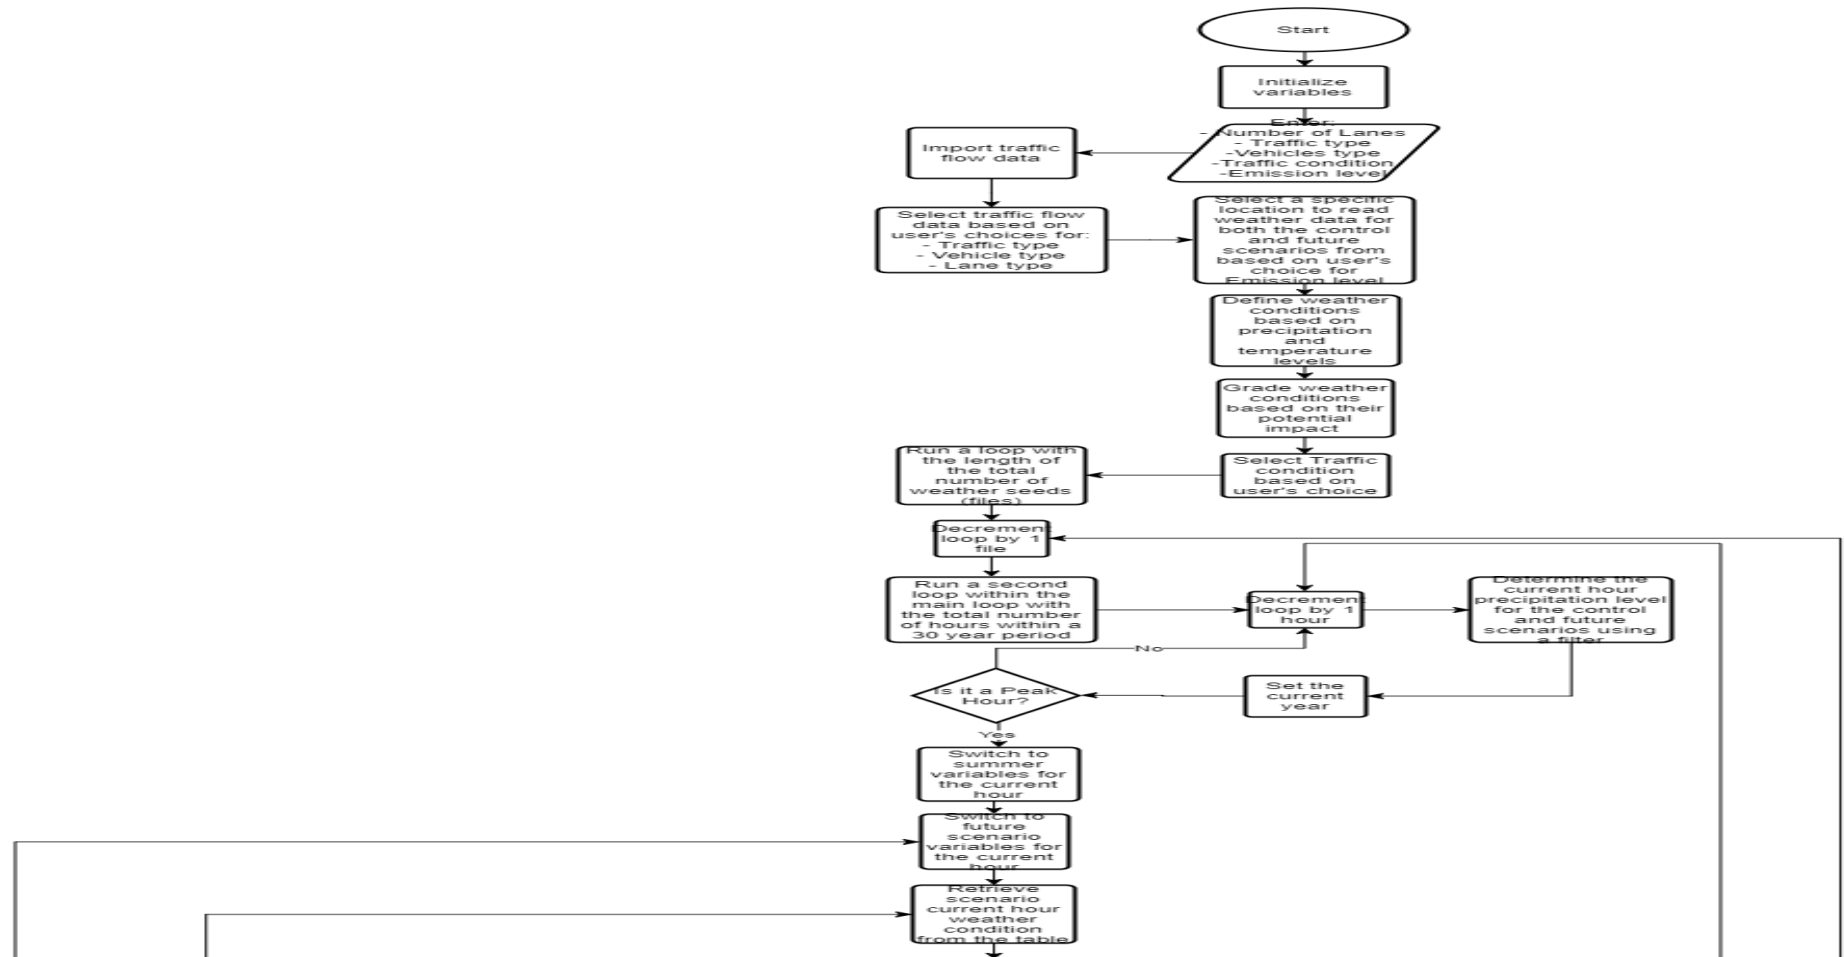 Start
Initialize
variables
Enter:
- Number of Lanes
- Traffic type
-Vehicles type
-Traffic condition
-Emission level
Import traffic
flow data
Select traffic flow
data based on
user's choices for:
- Traffic type
- Vehicle type
- Lane type
Select a specific
location to read
weather data for
both the control
and future
scenarios from
based on user's
choice for
Emission level
Define weather
conditions
based on
precipitation
and
temperature
levels
Grade weather
conditions
based on their
potential
impact
Select Traffic
condition
based on
user's choice
Run a loop with
the length of
the total
number of
weather seeds
(files)
Decrement
loop by 1
file
Run a second
loop within the
main loop with
the total number
of hours within a
30 year period
Decrement
loop by 1
hour
Determine the
current hour
precipitation level
for the control
and future
scenarios using
a filter
Set the
current
year
Is it a Peak
Hour?
No
Yes
Switch to
summer
variables for
the current
hour
Switch to
future
scenario
variables for
the current
hour
Retrieve
scenario
current hour
weather
condition
from the table